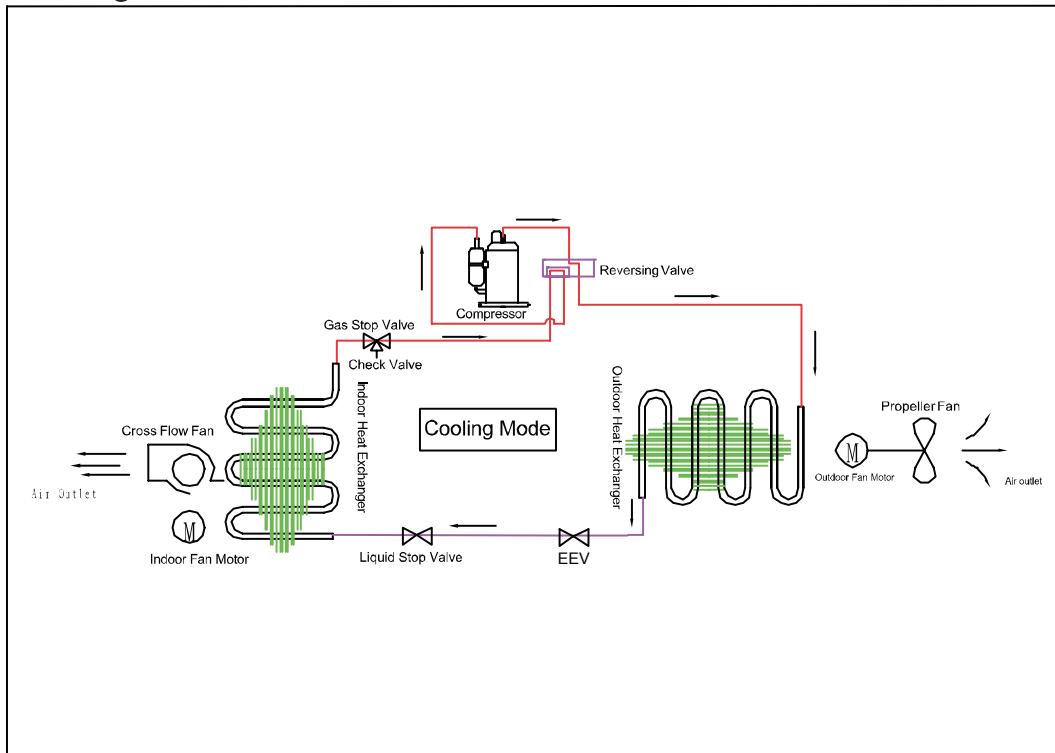 Reversing Valve
Compressor
Gas Stop Valve
Check Valve
Indoor Heat Exchanger
Outdoor Heat Exchanger
Cooling Mode
Propeller Fan
Cross Flow Fan
M
Outdoor Fan Motor
Air outlet
Air Outlet
M
Indoor Fan Motor
Liquid Stop Valve
EEV